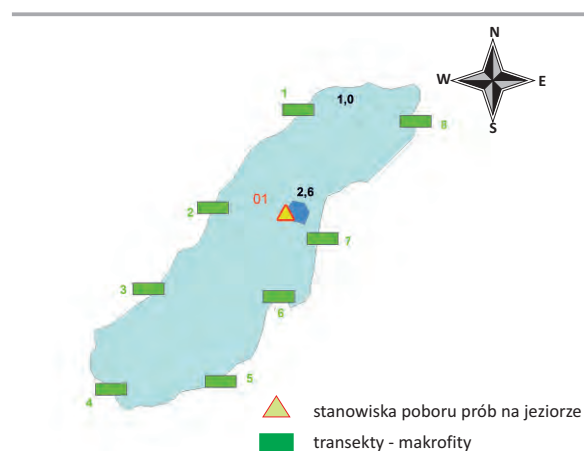 N
W E
S
1
1,0
8
2
01
2,6
7
3
6
4
5
stanowiska poboru prób na jeziorze
transekty - makrofity